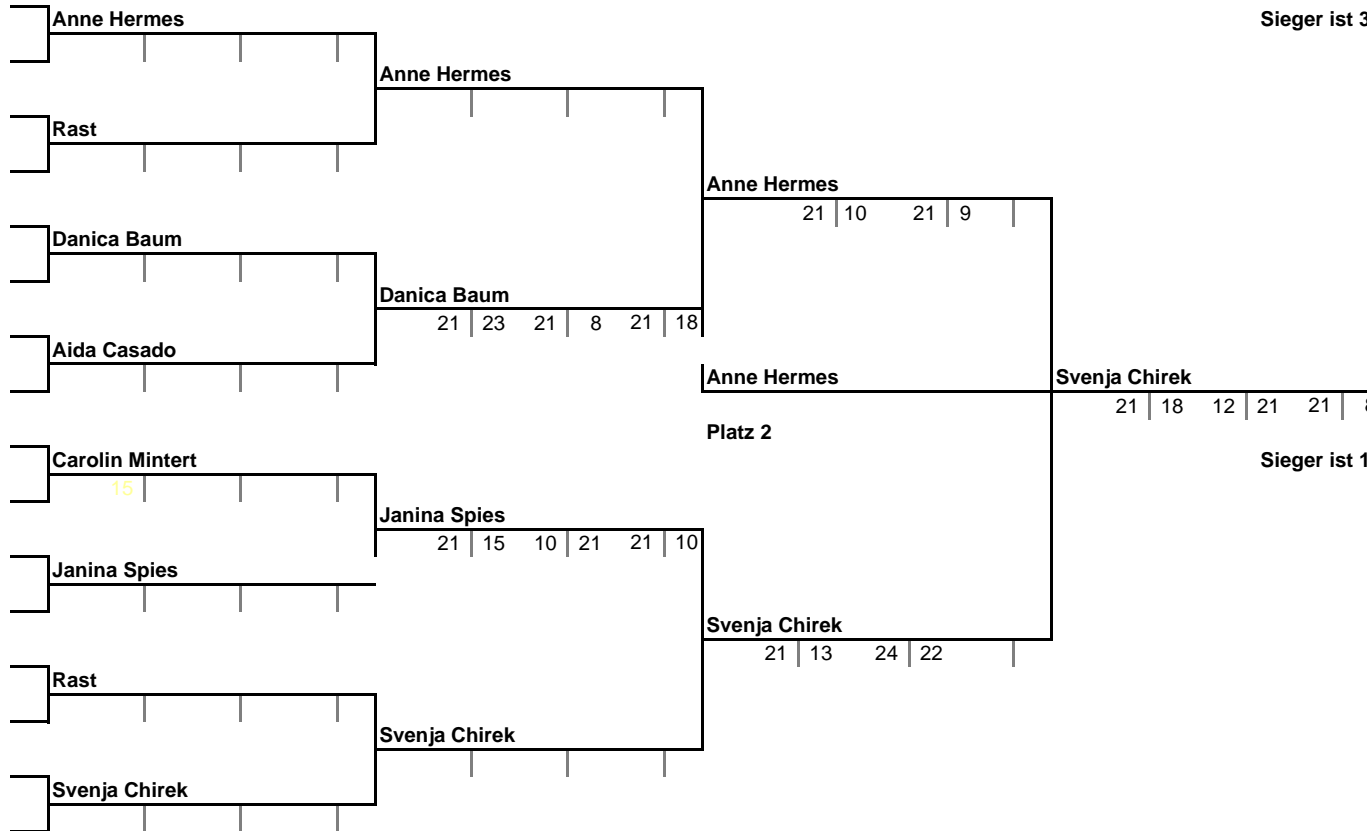 Anne Hermes
Sieger ist 3
Anne Hermes
Rast
Anne Hermes
21 10 21 9
Danica Baum
Danica Baum
21 23 21 8 21 18
Aida Casado
Anne Hermes
Svenja Chirek
21 18 12 21 21 8
Platz 2
Carolin Mintert
Sieger ist 1
15
Janina Spies
21 15 10 21 21 10
Janina Spies
Svenja Chirek
21 13 24 22
Rast
Svenja Chirek
Svenja Chirek